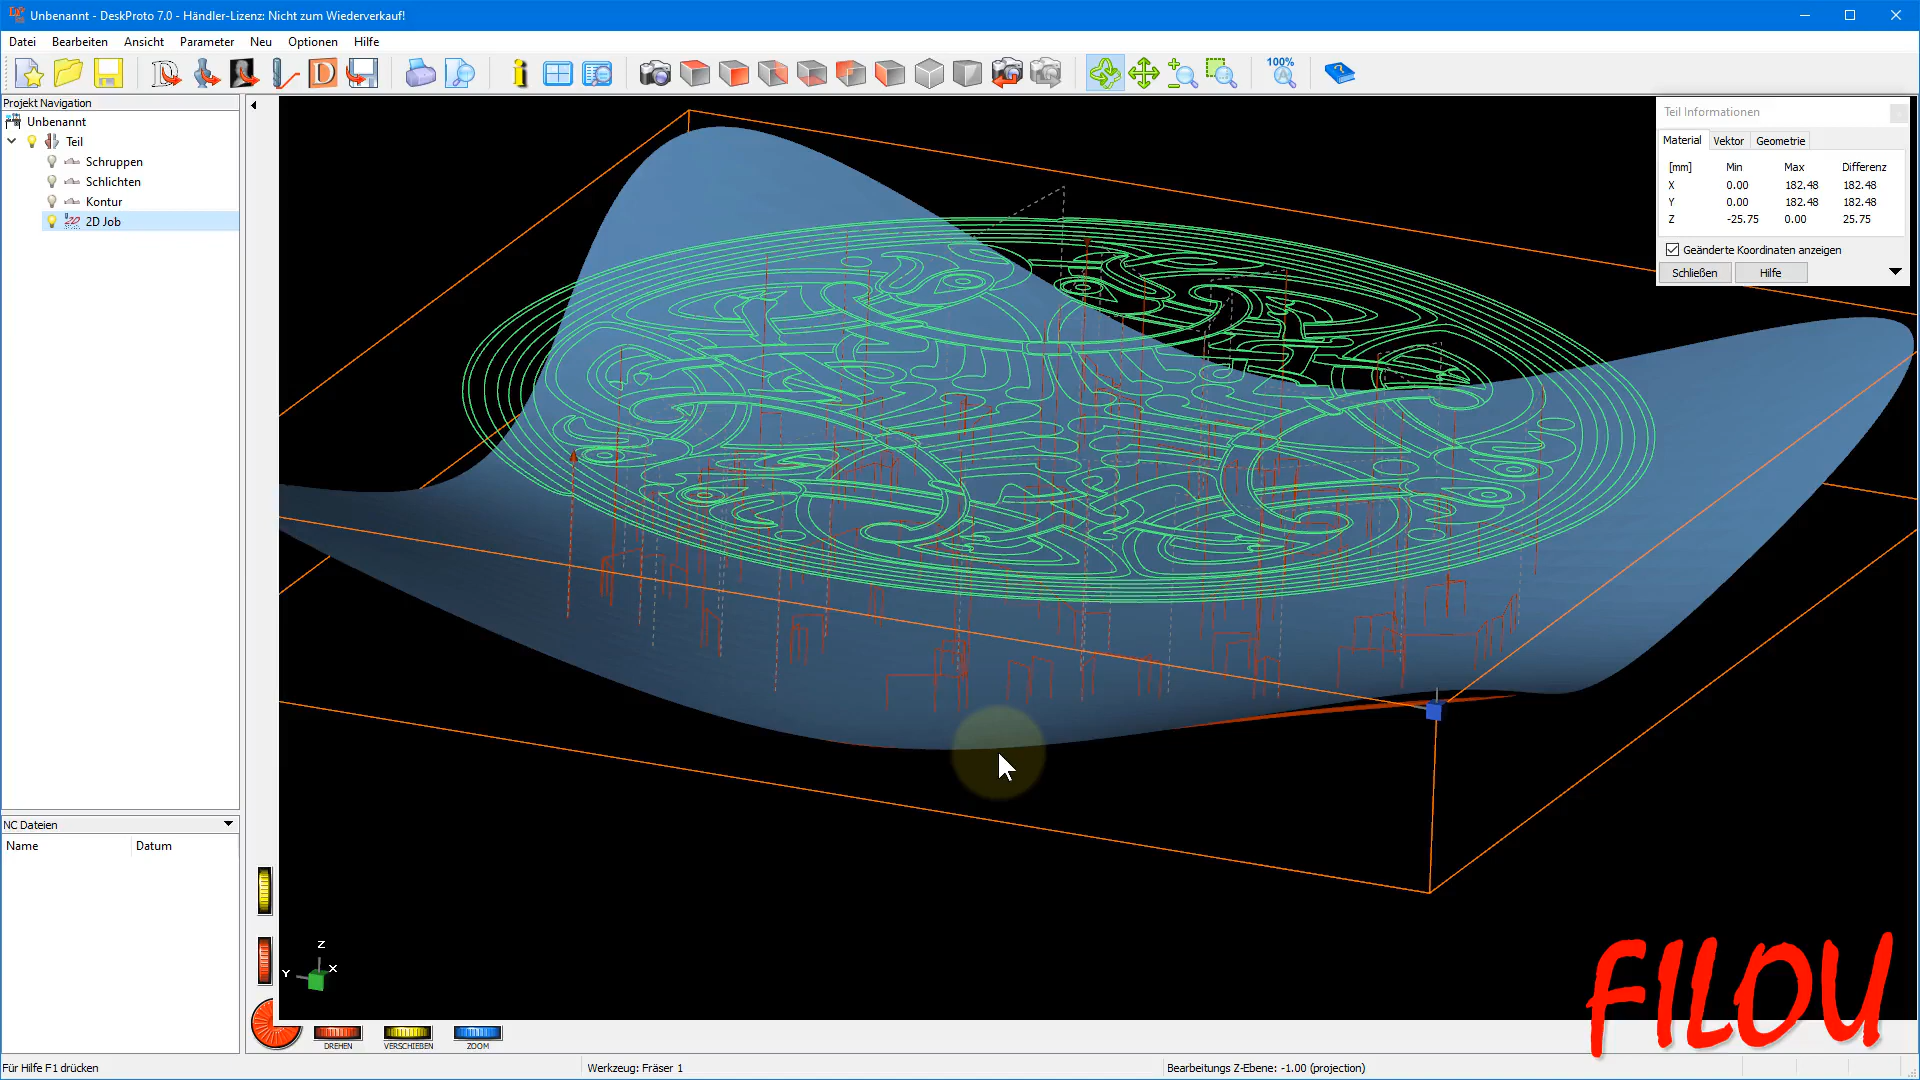 Unbenannt - DeskProto 7.0 - Händler-Lizenz: Nicht zum Wiederverkauf!
Datei Bearbeiten Ansicht Parameter Neu Optionen Hilfe
100%
Projekt Navigation
Unbenannt
Teil
Schruppen
Schlichten
Kontur
2D Job
Teil Informationen
Material Vektor Geometrie
[mm] Min Max Differenz
X 0.00 182.48 182.48
Y 0.00 182.48 182.48
Z -25.75 0.00 25.75
Geänderte Koordinaten anzeigen
Schließen Hilfe
NC Dateien
Name Datum
Z
Y X
FILOU
DREHEN VERSCHIEBEN ZOOM
Für Hilfe F1 drücken Werkzeug: Fräser 1 Bearbeitungs Z-Ebene: -1.00 (projection)